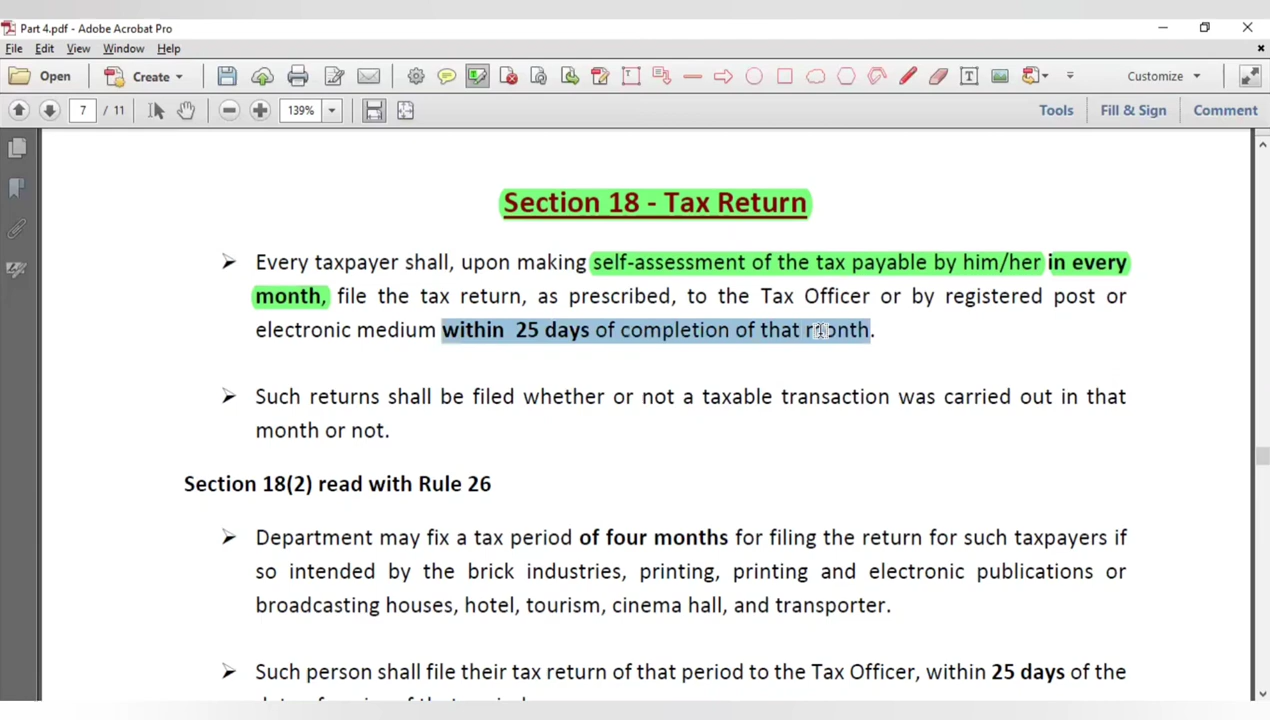 Part 4.pdf - Adobe Acrobat Pro
File Edit View Window Help
Open Create Customize
7 / 11 139% Tools Fill & Sign Comment
Section 18 - Tax Return
➢ Every taxpayer shall, upon making self-assessment of the tax payable by him/her in every
month, file the tax return, as prescribed, to the Tax Officer or by registered post or
electronic medium within 25 days of completion of that month.
➢ Such returns shall be filed whether or not a taxable transaction was carried out in that
month or not.
Section 18(2) read with Rule 26
➢ Department may fix a tax period of four months for filing the return for such taxpayers if
so intended by the brick industries, printing, printing and electronic publications or
broadcasting houses, hotel, tourism, cinema hall, and transporter.
➢ Such person shall file their tax return of that period to the Tax Officer, within 25 days of the